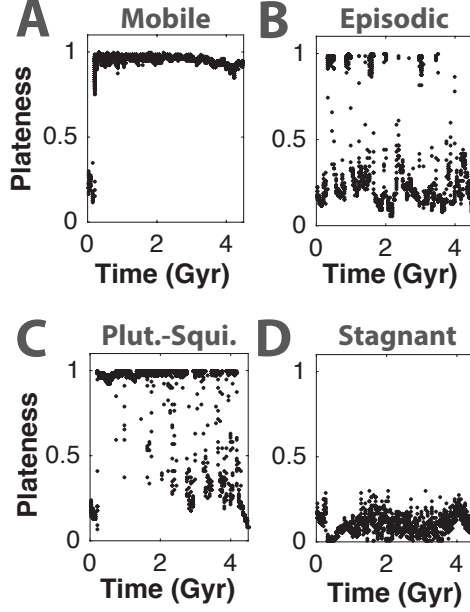 A Mobile
B Episodic
Plateness
1
0.5
0
0 2 4
Time (Gyr)
1
0.5
0
0 2 4
Time (Gyr)
C Plut.-Squi.
D Stagnant
Plateness
1
0.5
0
0 2 4
Time (Gyr)
1
0.5
0
0 2 4
Time (Gyr)